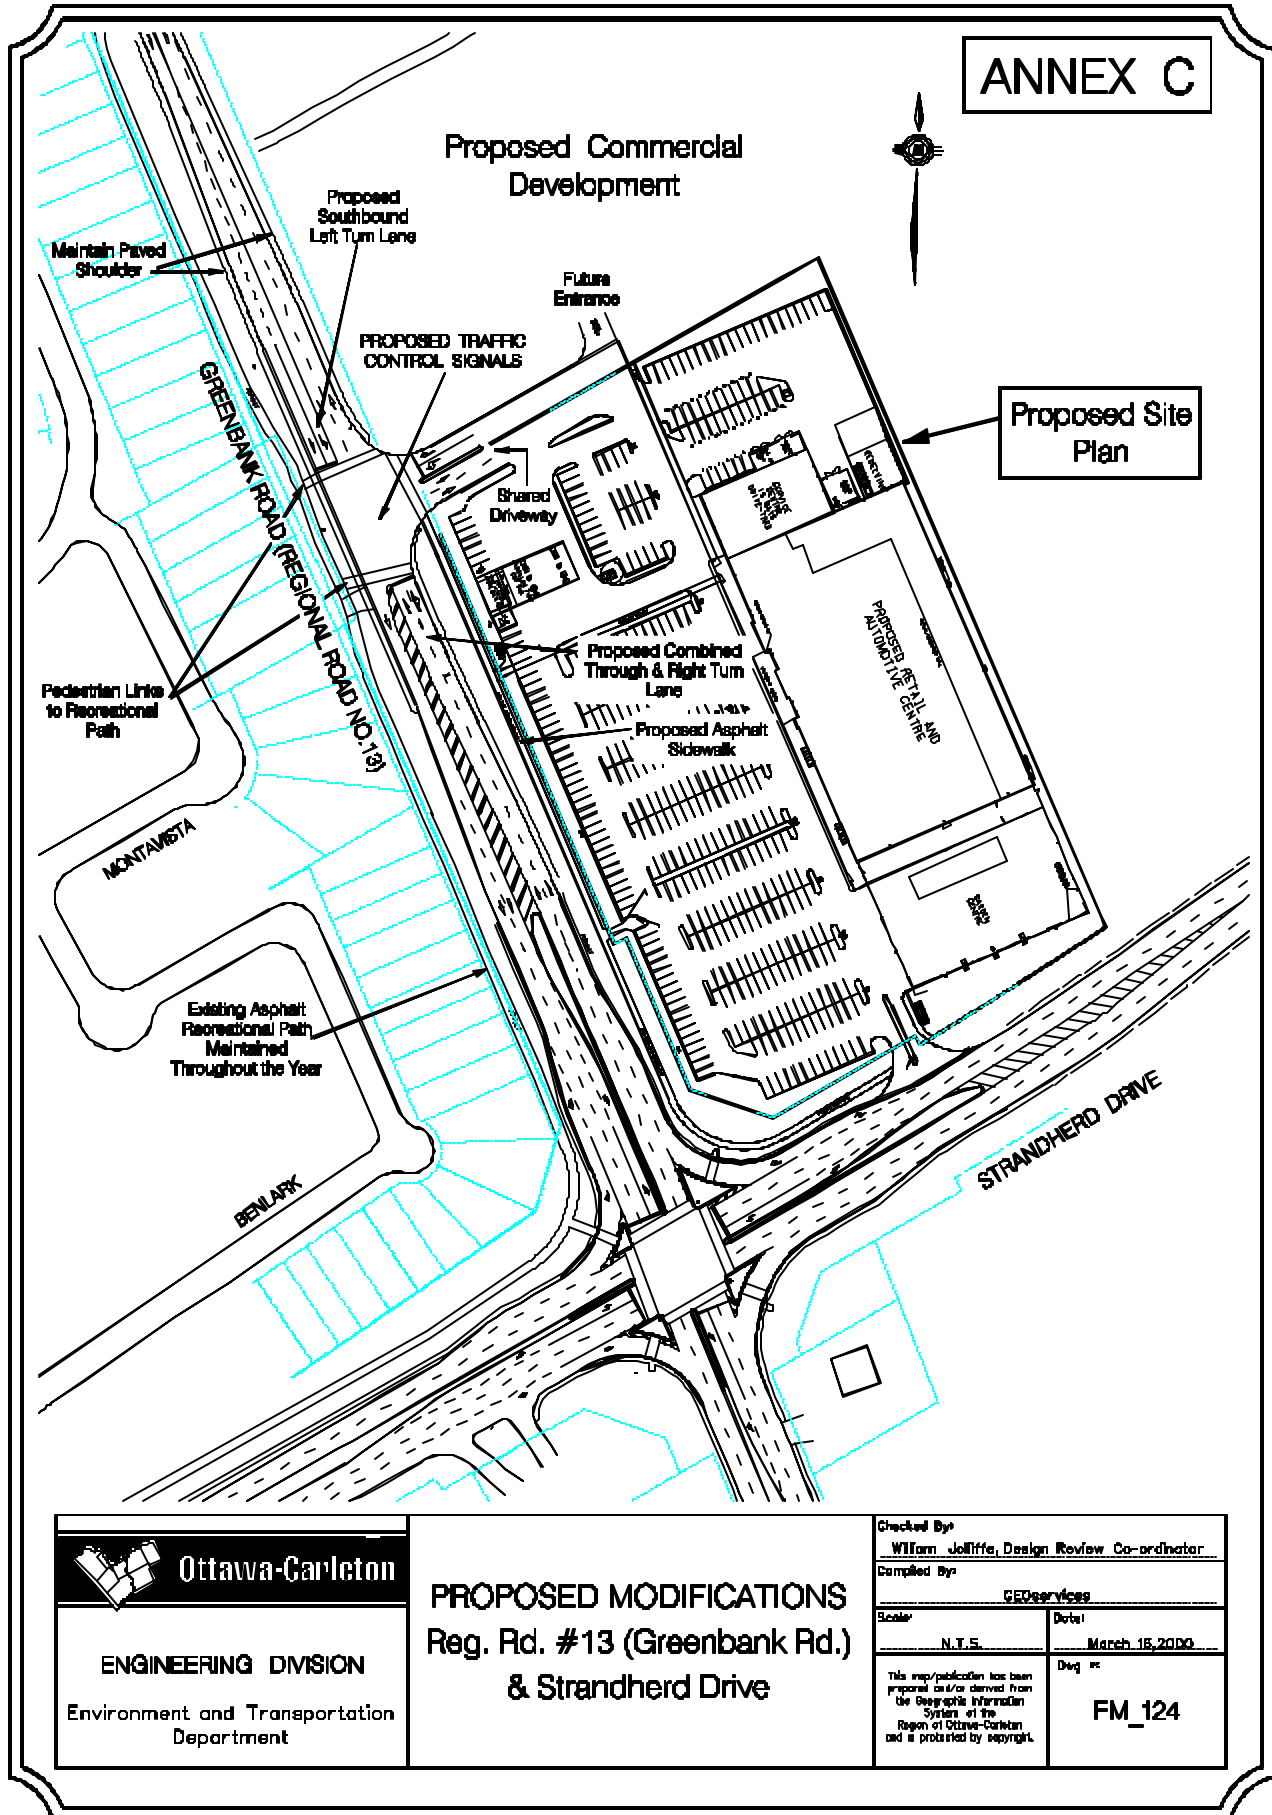 ANNEX C
Proposed Commercial
Development
Proposed
Southbound
Left Turn Lane
Maintain Paved
Shoulder
Future
Entrance
PROPOSED TRAFFIC
CONTROL SIGNALS
GREENBANK ROAD (REGIONAL ROAD NO.13)
Proposed Site
Plan
Shared
Driveway
PROPOSED RETAIL AND
AUTOMOTIVE CENTRE
Proposed Combined
Through & Right Turn
Lane
Pedestrian Links
to Recreational
Path
Proposed Asphalt
Sidewalk
MONTAVISTA
Existing Asphalt
Recreational Path
Maintained
Throughout the Year
STRANDHERD DRIVE
BENLARK
Ottawa-Carleton
ENGINEERING DIVISION
Environment and Transportation
Department
PROPOSED MODIFICATIONS
Reg. Rd. #13 (Greenbank Rd.)
& Strandherd Drive
Checked By:
William Jolliffe, Design Review Co-ordinator
Compiled By:
GEOservices
Scale:
N.T.S.
Date:
March 16,2000
This map/publication has been
prepared and/or derived from
the Geographic Information
System of the
Region of Ottawa-Carleton
and is protected by copyright.
Dwg #:
FM_124